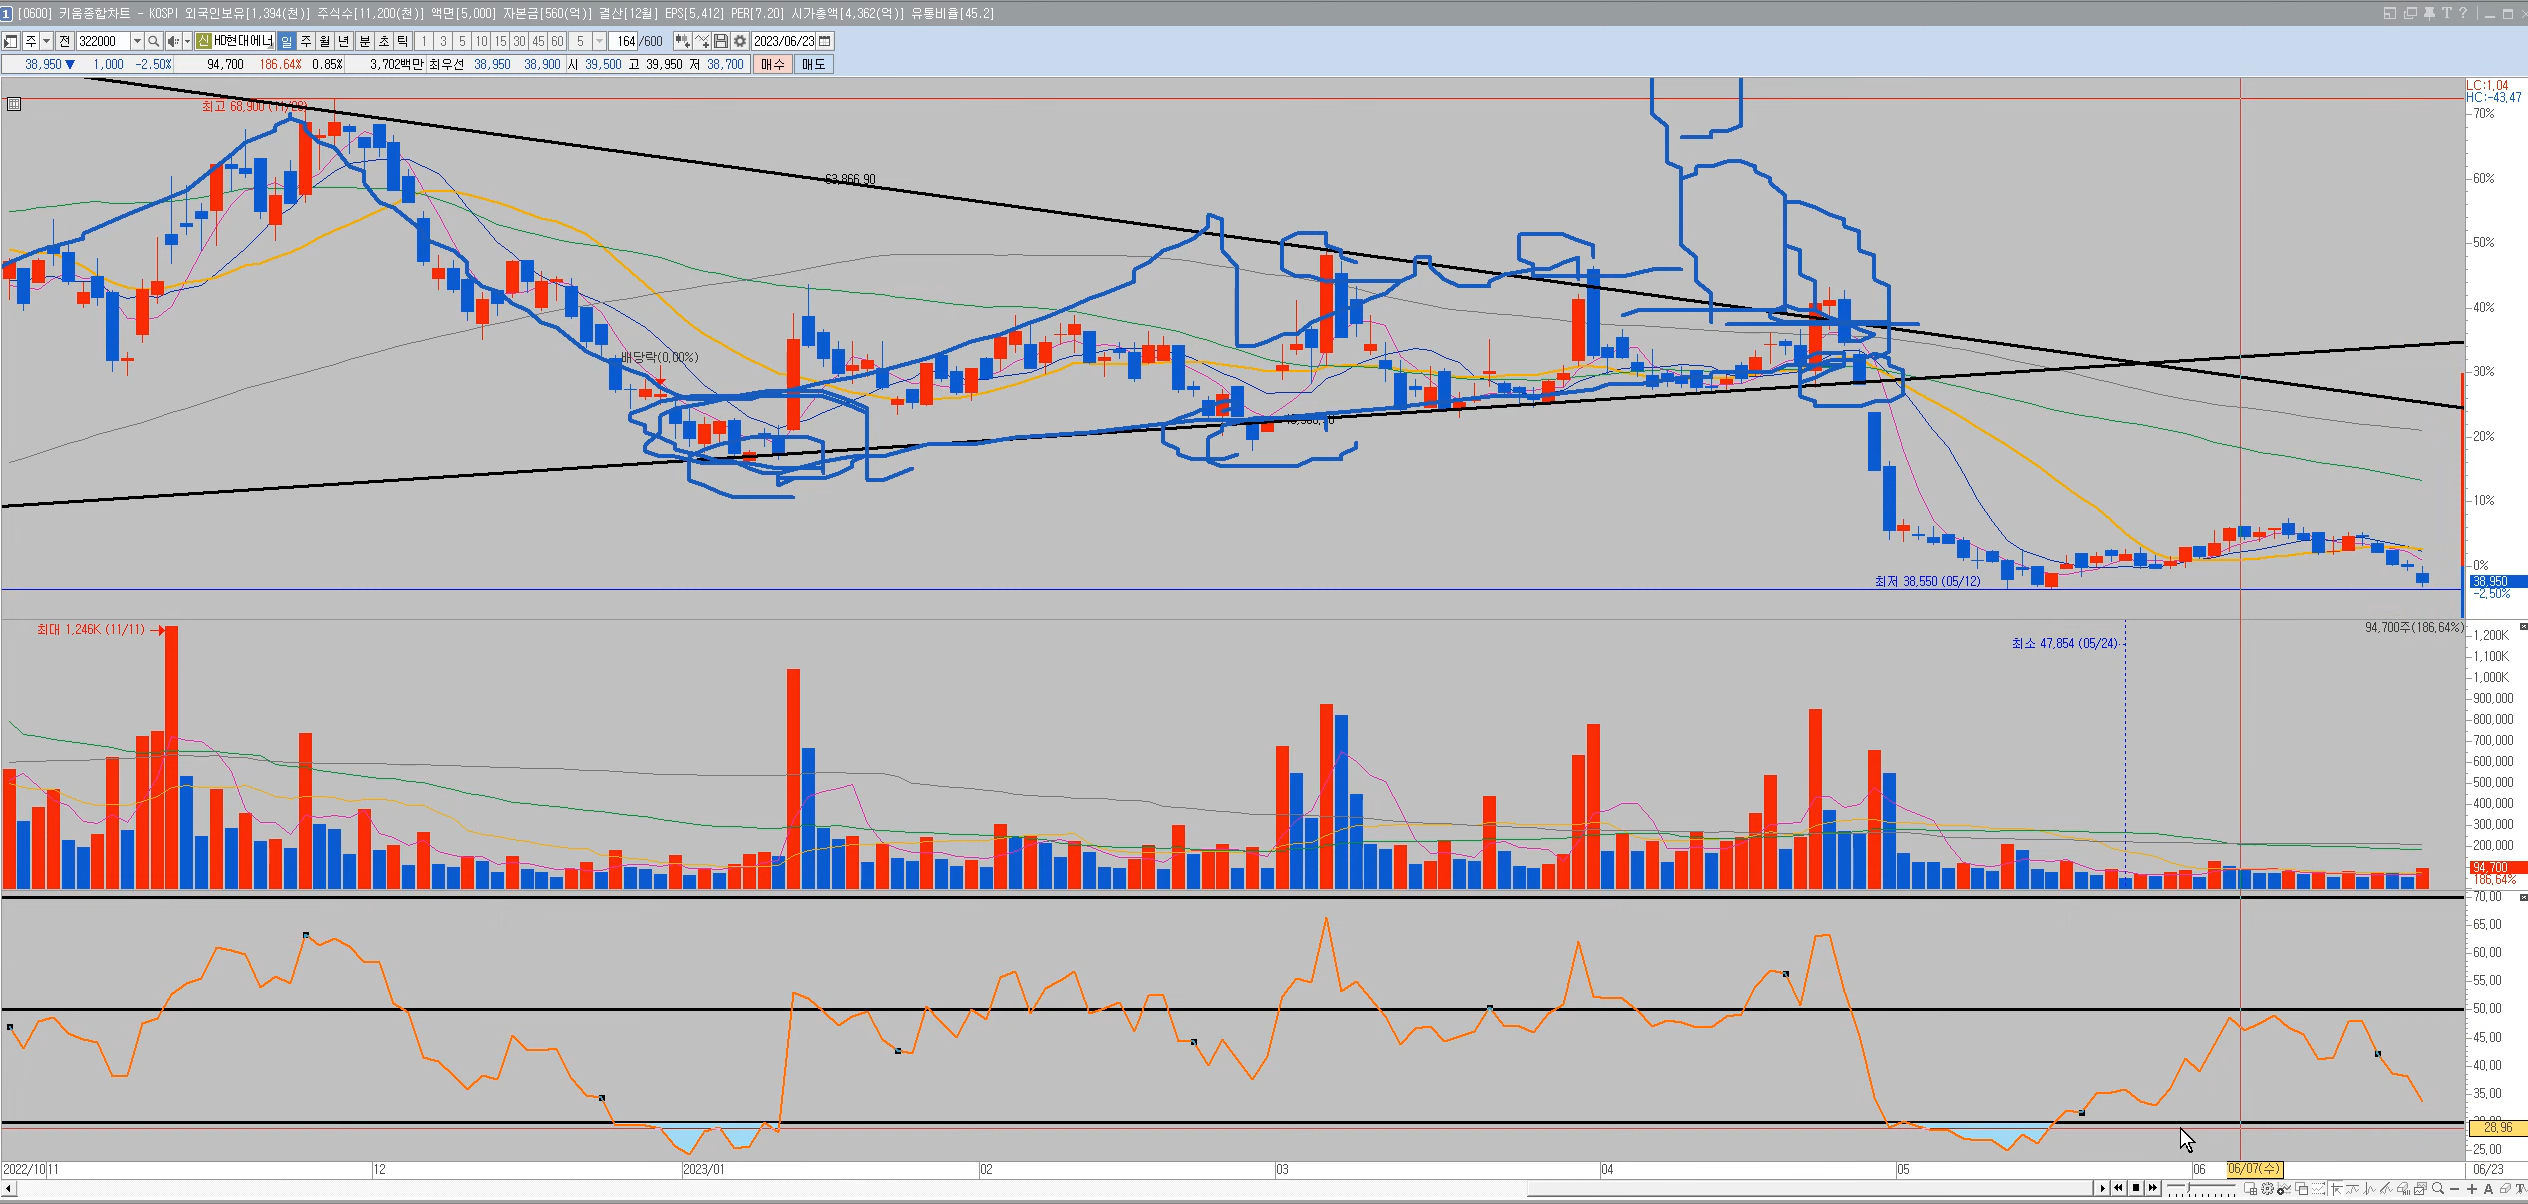 1 [0600] 키움종합차트 - KOSPI 외국인보유[1,394(천)] 주식수[11,200(천)] 액면[5,000] 자본금[560(억)] 결산[12월] EPS[5,412] PER[7.20] 시가총액[4,362(억)] 유통비율[45.2]
주 전 322000 신 HD현대에너 일 주 월 년 분 초 틱 1 3 5 10 15 30 45 60 5 164 /600 2023/06/23
38,950 ▼ 1,000 -2.50% 94,700 186.64% 0.85% 3,702백만 최우선 38,950 38,900 시 39,500 고 39,950 저 38,700 매수 매도
LC:1.04
HC:-43.47
최고 68,900 (11/28)
70%
63,866.90
60%
50%
40%
배당락(0.00%)
30%
20%
10%
0%
최저 38,550 (05/12)
38,950
-2.50%
최대 1,246K (11/11)
94,700주(186.64%)
최소 47,854 (05/24)
1,200K
1,100K
1,000K
900,000
800,000
700,000
600,000
500,000
400,000
300,000
200,000
94,700
186.64%
70.00
65.00
60.00
55.00
50.00
45.00
40.00
35.00
28.96
25.00
2022/10 11 12 2023/01 02 03 04 05 06 06/07(수) 06/23